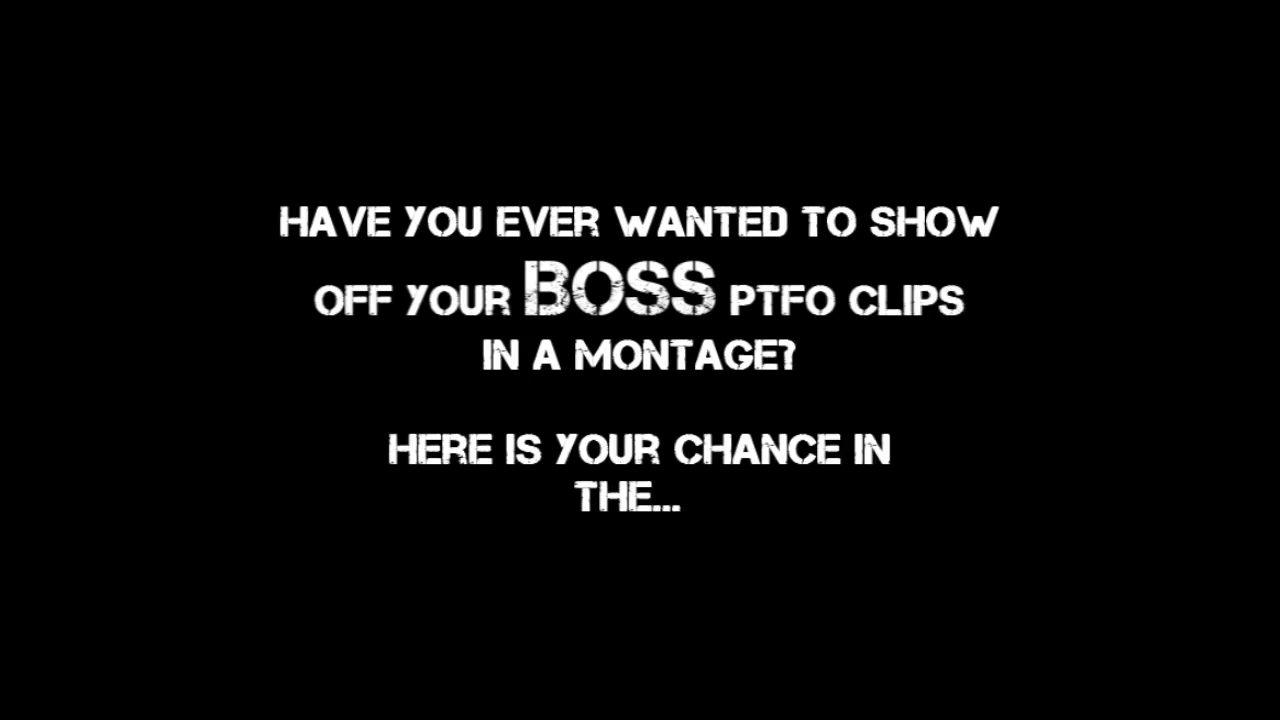 HAVE YOU EVER WANTED TO SHOW
OFF YOUR BOSS PTFO CLIPS
IN A MONTAGE?
HERE IS YOUR CHANCE IN
THE...